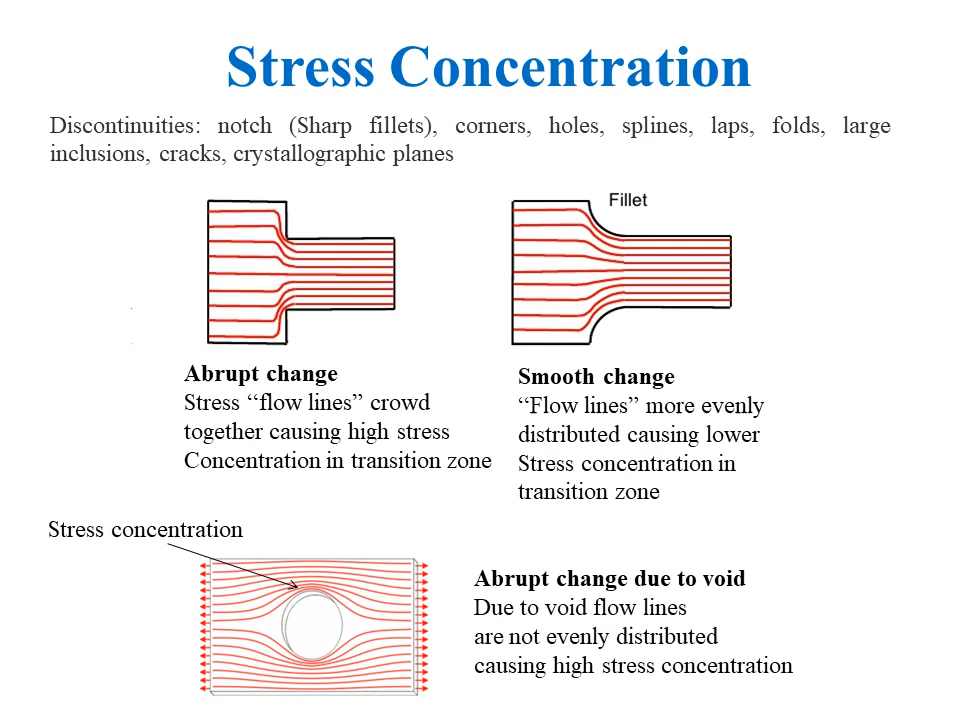 Stress Concentration
Discontinuities: notch (Sharp fillets), corners, holes, splines, laps, folds, large
inclusions, cracks, crystallographic planes
Fillet
Abrupt change
Stress “flow lines” crowd
together causing high stress
Concentration in transition zone
Smooth change
“Flow lines” more evenly
distributed causing lower
Stress concentration in
transition zone
Stress concentration
Abrupt change due to void
Due to void flow lines
are not evenly distributed
causing high stress concentration